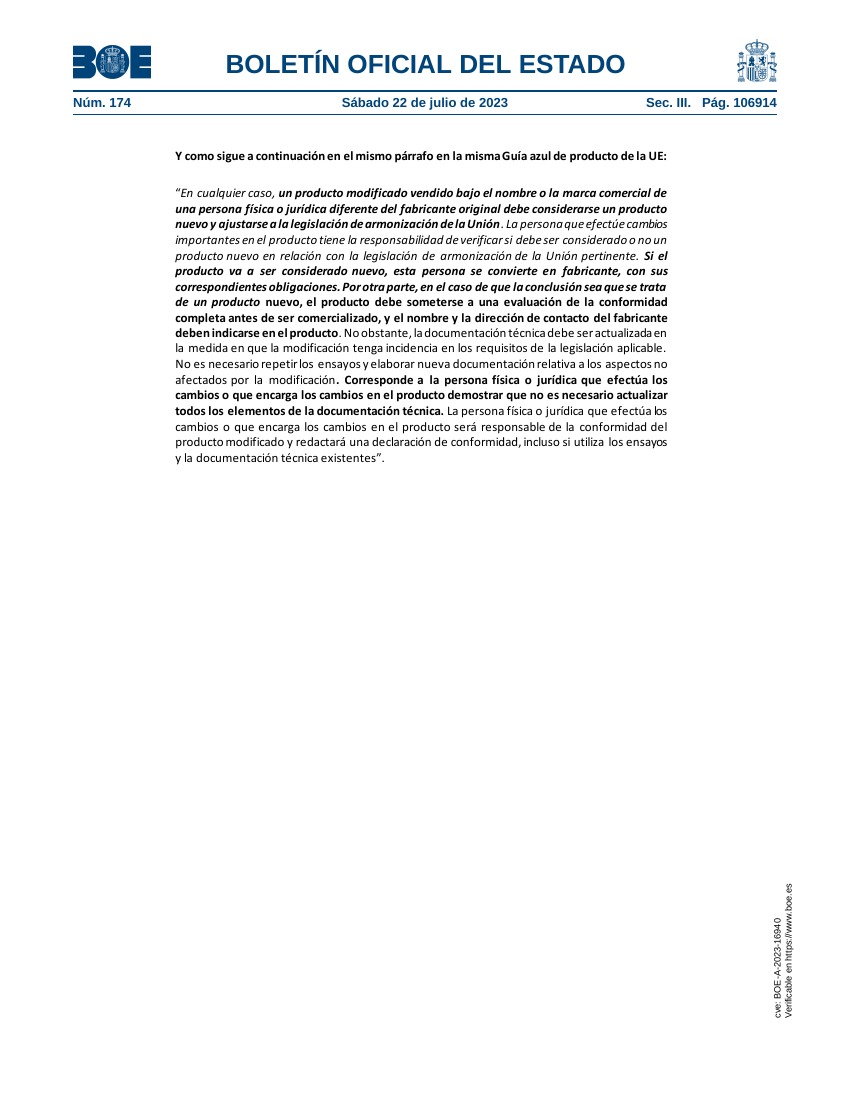 BOE
BOLETÍN OFICIAL DEL ESTADO
Núm. 174 Sábado 22 de julio de 2023 Sec. III. Pág. 106914
Y como sigue a continuación en el mismo párrafo en la misma Guía azul de producto de la UE:
“En cualquier caso, un producto modificado vendido bajo el nombre o la marca comercial de
una persona física o jurídica diferente del fabricante original debe considerarse un producto
nuevo y ajustarse a la legislación de armonización de la Unión. La persona que efectúe cambios
importantes en el producto tiene la responsabilidad de verificar si debe ser considerado o no un
producto nuevo en relación con la legislación de armonización de la Unión pertinente. Si el
producto va a ser considerado nuevo, esta persona se convierte en fabricante, con sus
correspondientes obligaciones. Por otra parte, en el caso de que la conclusión sea que se trata
de un producto nuevo, el producto debe someterse a una evaluación de la conformidad
completa antes de ser comercializado, y el nombre y la dirección de contacto del fabricante
deben indicarse en el producto. No obstante, la documentación técnica debe ser actualizada en
la medida en que la modificación tenga incidencia en los requisitos de la legislación aplicable.
No es necesario repetir los ensayos y elaborar nueva documentación relativa a los aspectos no
afectados por la modificación. Corresponde a la persona física o jurídica que efectúa los
cambios o que encarga los cambios en el producto demostrar que no es necesario actualizar
todos los elementos de la documentación técnica. La persona física o jurídica que efectúa los
cambios o que encarga los cambios en el producto será responsable de la conformidad del
producto modificado y redactará una declaración de conformidad, incluso si utiliza los ensayos
y la documentación técnica existentes”.
cve: BOE-A-2023-16940
Verificable en https://www.boe.es